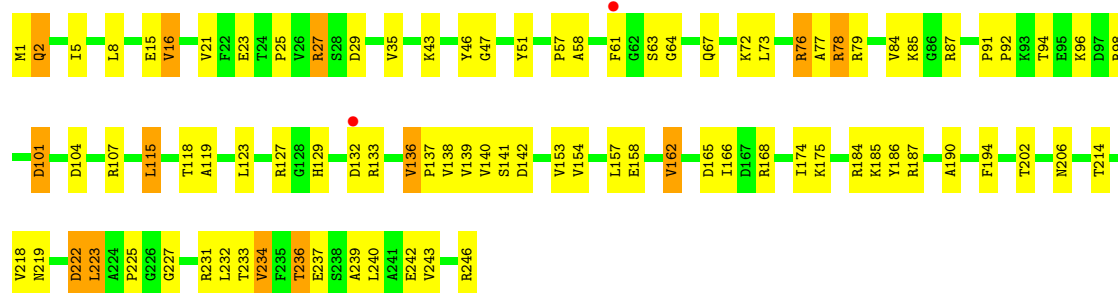 M1 Q2 I5 L8 E15 V16 V21 F22 E23 T24 P25 V26 R27 S28 D29 V35 K43 Y46 G47 Y51 P57 A58 F61 G62 S63 G64 Q67 K72 L73 R76 A77 R78 R79 V84 K85 G86 R87 P91 P92 K93 T94 E95 K96 D97
D101 D104 R107 L115 T118 A119 L123 R127 G128 H129 D132 R133 V136 P137 V138 V139 V140 S141 D142 V153 V154 L157 E158 V162 D165 I166 D167 R168 I174 K175 R184 K185 Y186 R187 A190 F194 T202 N206 T214
V218 N219 D222 L223 A224 P225 G226 G227 R231 L232 T233 V234 F235 T236 E237 S238 A239 L240 A241 E242 V243 R246